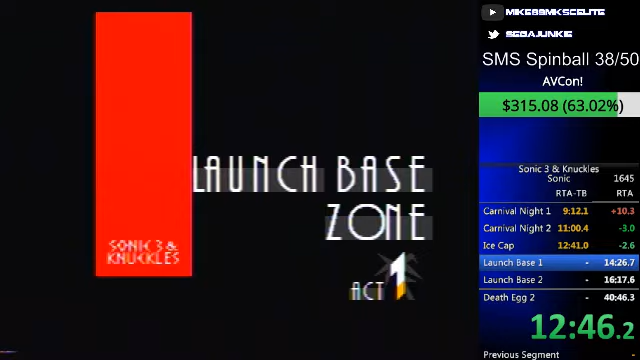 MIKE89MKSCELITE
SEGAJUNKIE
SMS Spinball 38/50
AVCon!
$315.08 (63.02%)
LAUNCH BASE
ZONE
ACT 1
SONIC 3 &
KNUCKLES
Sonic 3 & Knuckles
Sonic 1645
RTA-TB RTA
Carnival Night 1 9:12.1 +10.3
Carnival Night 2 11:00.4 -3.0
Ice Cap 12:41.0 -2.6
Launch Base 1 - 14:26.7
Launch Base 2 - 16:17.6
Death Egg 2 - 40:46.3
12:46.2
Previous Segment -